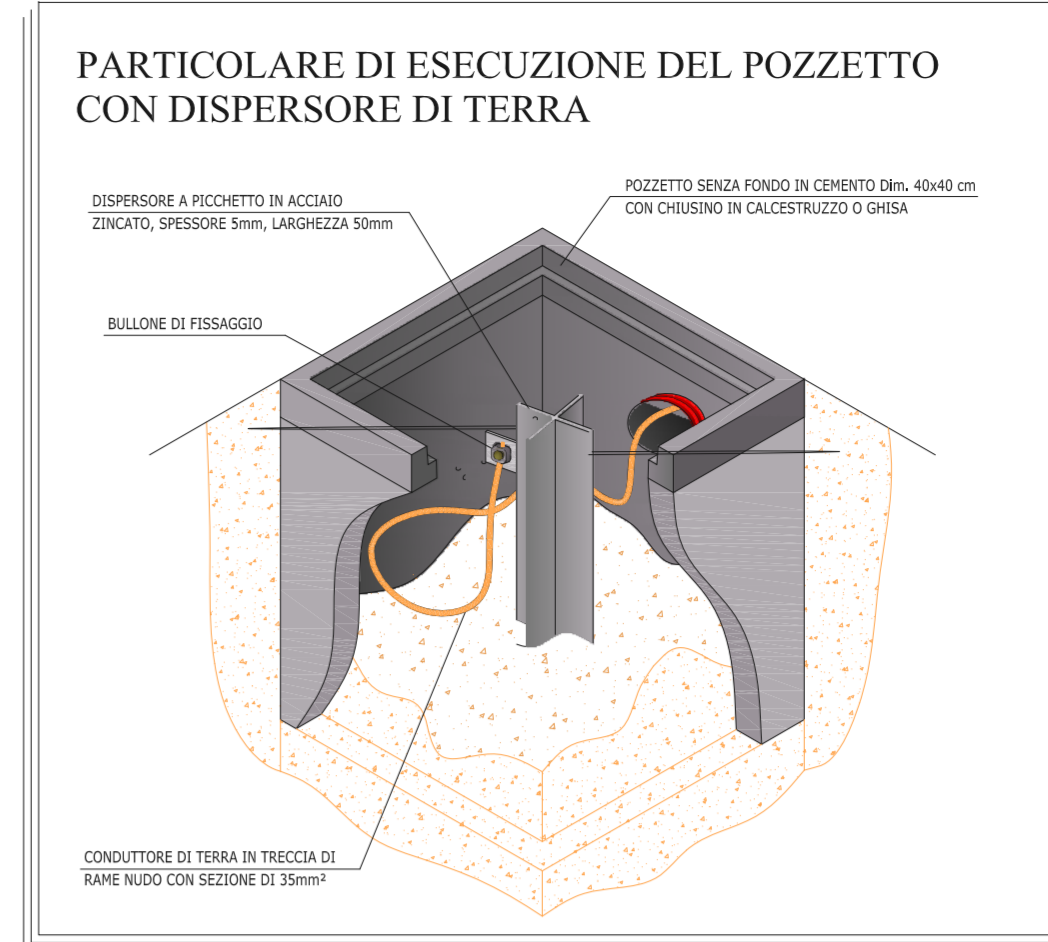 PARTICOLARE DI ESECUZIONE DEL POZZETTO
CON DISPERSORE DI TERRA
DISPERSORE A PICCHETTO IN ACCIAIO
ZINCATO, SPESSORE 5mm, LARGHEZZA 50mm
POZZETTO SENZA FONDO IN CEMENTO Dim. 40x40 cm
CON CHIUSINO IN CALCESTRUZZO O GHISA
BULLONE DI FISSAGGIO
CONDUTTORE DI TERRA IN TRECCIA DI
RAME NUDO CON SEZIONE DI 35mm²